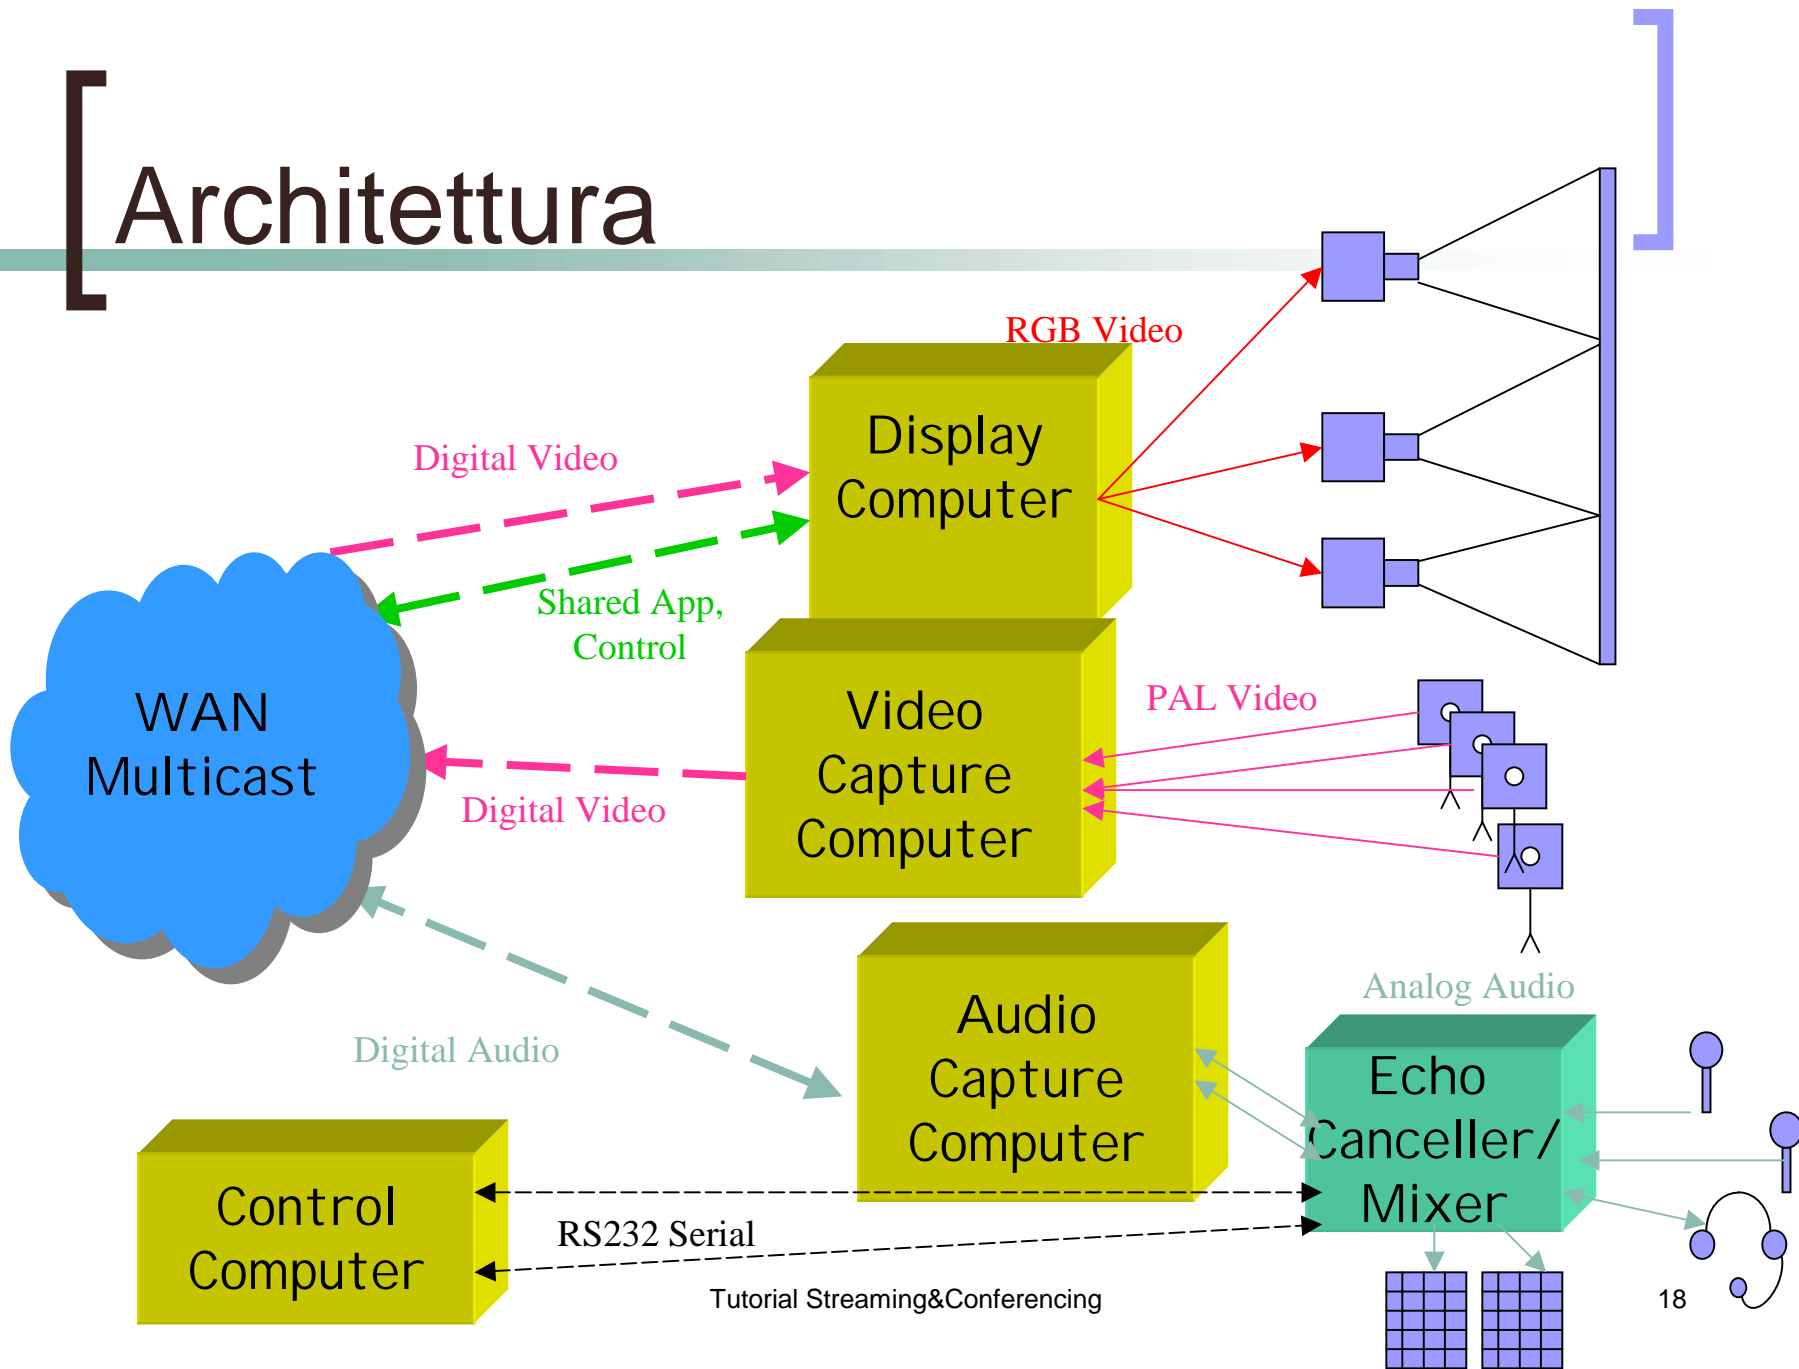 Architettura
RGB Video
Display
Computer
Digital Video
Shared App,
Control
WAN
Multicast
Video
Capture
Computer
PAL Video
Digital Video
Analog Audio
Audio
Capture
Computer
Digital Audio
Echo
Canceller/
Mixer
Control
Computer
RS232 Serial
Tutorial Streaming&Conferencing
18